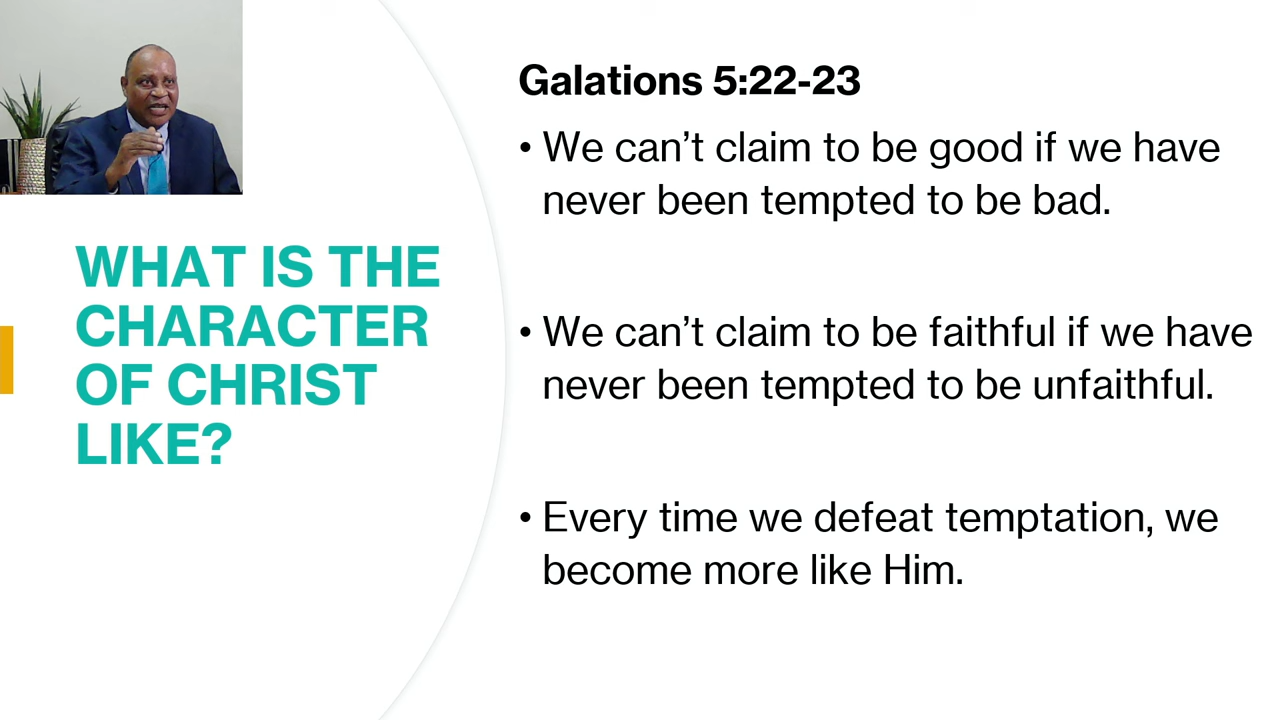 WHAT IS THE
CHARACTER
OF CHRIST
LIKE?
Galations 5:22-23
• We can’t claim to be good if we have
never been tempted to be bad.
• We can’t claim to be faithful if we have
never been tempted to be unfaithful.
• Every time we defeat temptation, we
become more like Him.